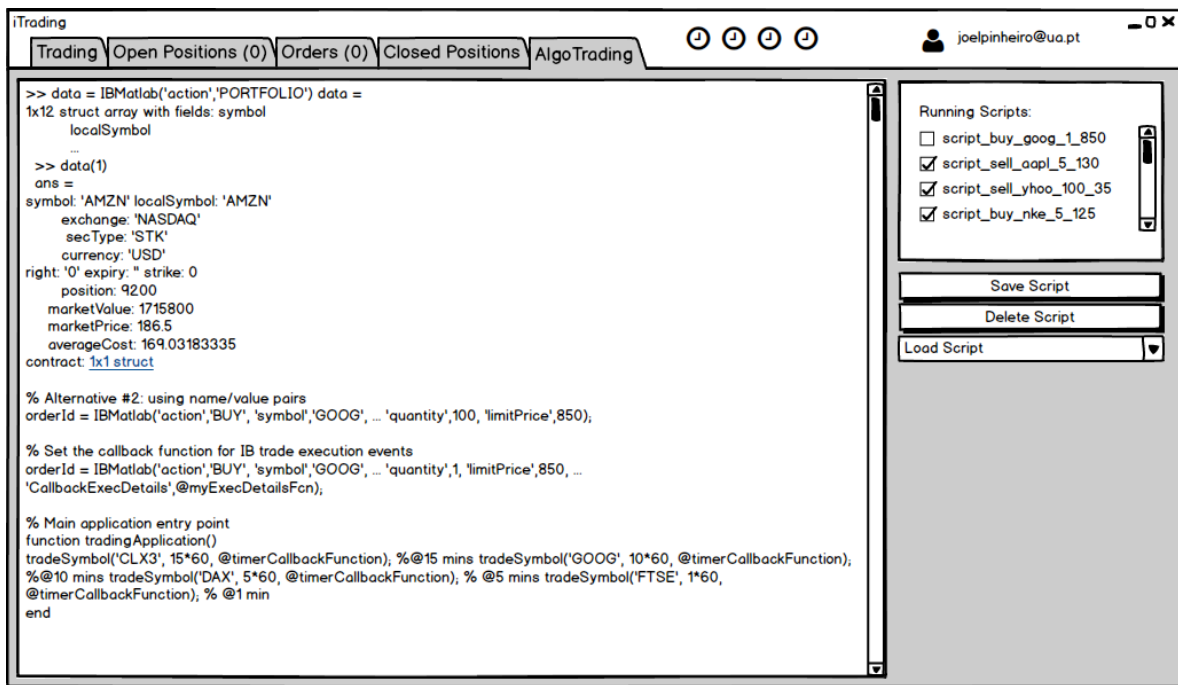 iTrading
Trading Open Positions (0) Orders (0) Closed Positions AlgoTrading
joelpinheiro@ua.pt
>> data = IBMatlab('action','PORTFOLIO') data =
1x12 struct array with fields: symbol
localSymbol
...
>> data(1)
ans =
symbol: 'AMZN' localSymbol: 'AMZN'
exchange: 'NASDAQ'
secType: 'STK'
currency: 'USD'
right: '0' expiry: '' strike: 0
position: 9200
marketValue: 1715800
marketPrice: 186.5
averageCost: 169.03183335
contract: 1x1 struct
% Alternative #2: using name/value pairs
orderId = IBMatlab('action','BUY', 'symbol','GOOG', ... 'quantity',100, 'limitPrice',850);
% Set the callback function for IB trade execution events
orderId = IBMatlab('action','BUY', 'symbol','GOOG', ... 'quantity',1, 'limitPrice',850, ...
'CallbackExecDetails',@myExecDetailsFcn);
% Main application entry point
function tradingApplication()
tradeSymbol('CLX3', 15*60, @timerCallbackFunction); %@15 mins tradeSymbol('GOOG', 10*60, @timerCallbackFunction);
%@10 mins tradeSymbol('DAX', 5*60, @timerCallbackFunction); % @5 mins tradeSymbol('FTSE', 1*60,
@timerCallbackFunction); % @1 min
end
Running Scripts:
script_buy_goog_1_850
script_sell_aapl_5_130
script_sell_yhoo_100_35
script_buy_nke_5_125
Save Script
Delete Script
Load Script